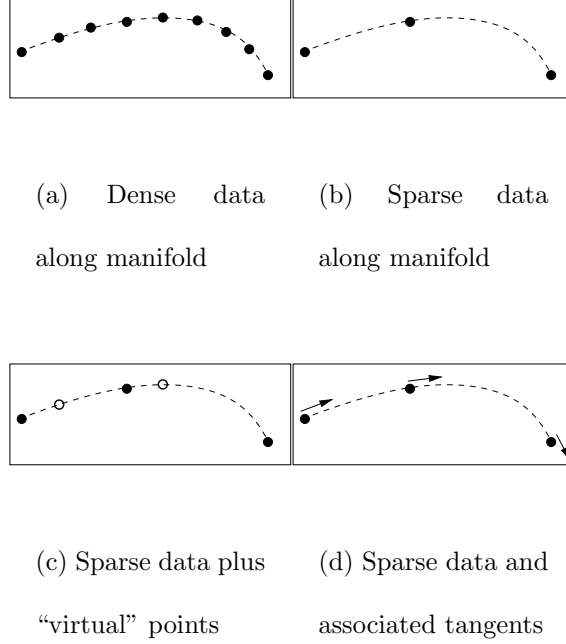 (a) Dense data
along manifold
(b) Sparse data
along manifold
(c) Sparse data plus
“virtual” points
(d) Sparse data and
associated tangents